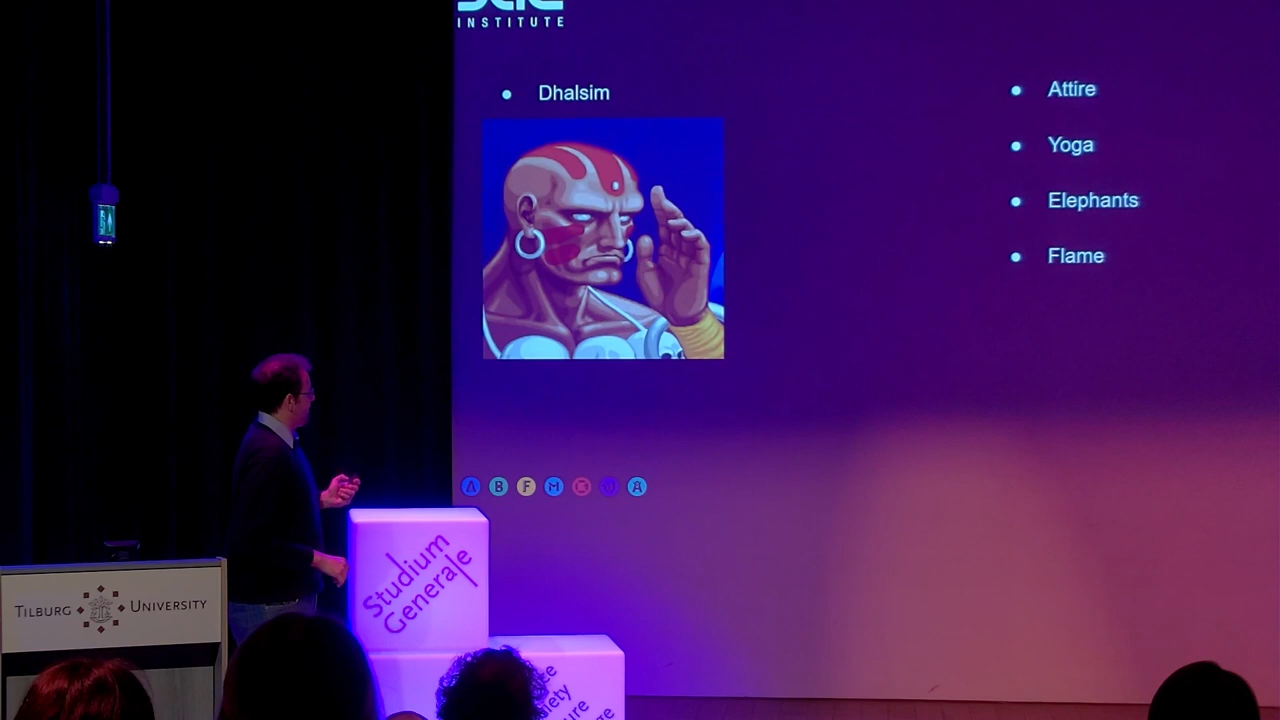 INSTITUTE
Dhalsim
Attire
Yoga
Elephants
Flame
A B F M
Studium
Generale
TILBURG UNIVERSITY